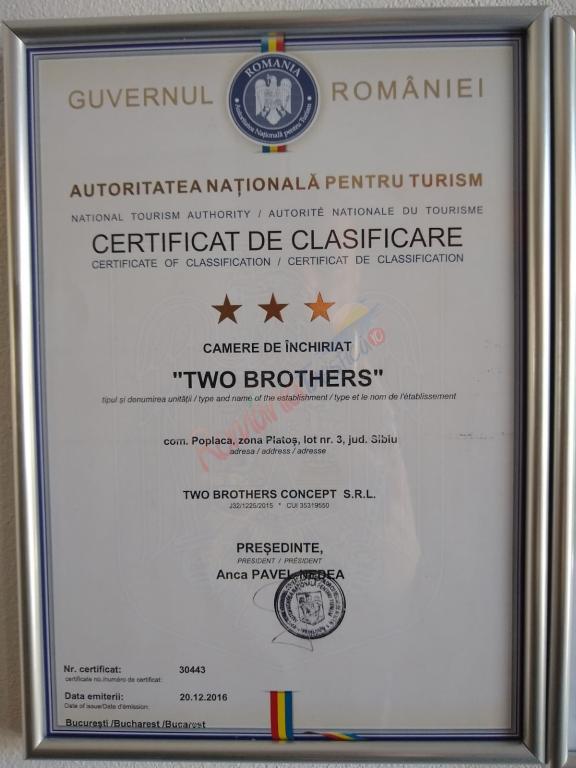 GUVERNUL ROMÂNIEI
ROMANIA
Autoritatea Națională pentru Turism
AUTORITATEA NAȚIONALĂ PENTRU TURISM
NATIONAL TOURISM AUTHORITY / AUTORITÉ NATIONALE DU TOURISME
CERTIFICAT DE CLASIFICARE
CERTIFICATE OF CLASSIFICATION / CERTIFICAT DE CLASSIFICATION
CAMERE DE ÎNCHIRIAT
"TWO BROTHERS"
tipul și denumirea unității / type and name of the establishment / type et le nom de l'établissement
com. Poplaca, zona Platoș, lot nr. 3, jud. Sibiu
adresa / address / adresse
TWO BROTHERS CONCEPT S.R.L.
J32/1225/2015 * CUI 35319550
PREȘEDINTE,
PRESIDENT / PRÉSIDENT
Anca PAVEL-NEDEA
Nr. certificat: 30443
certificate no./numéro de certificat:
Data emiterii: 20.12.2016
Date of issue/Date d'émission:
București /Bucharest /Bucarest